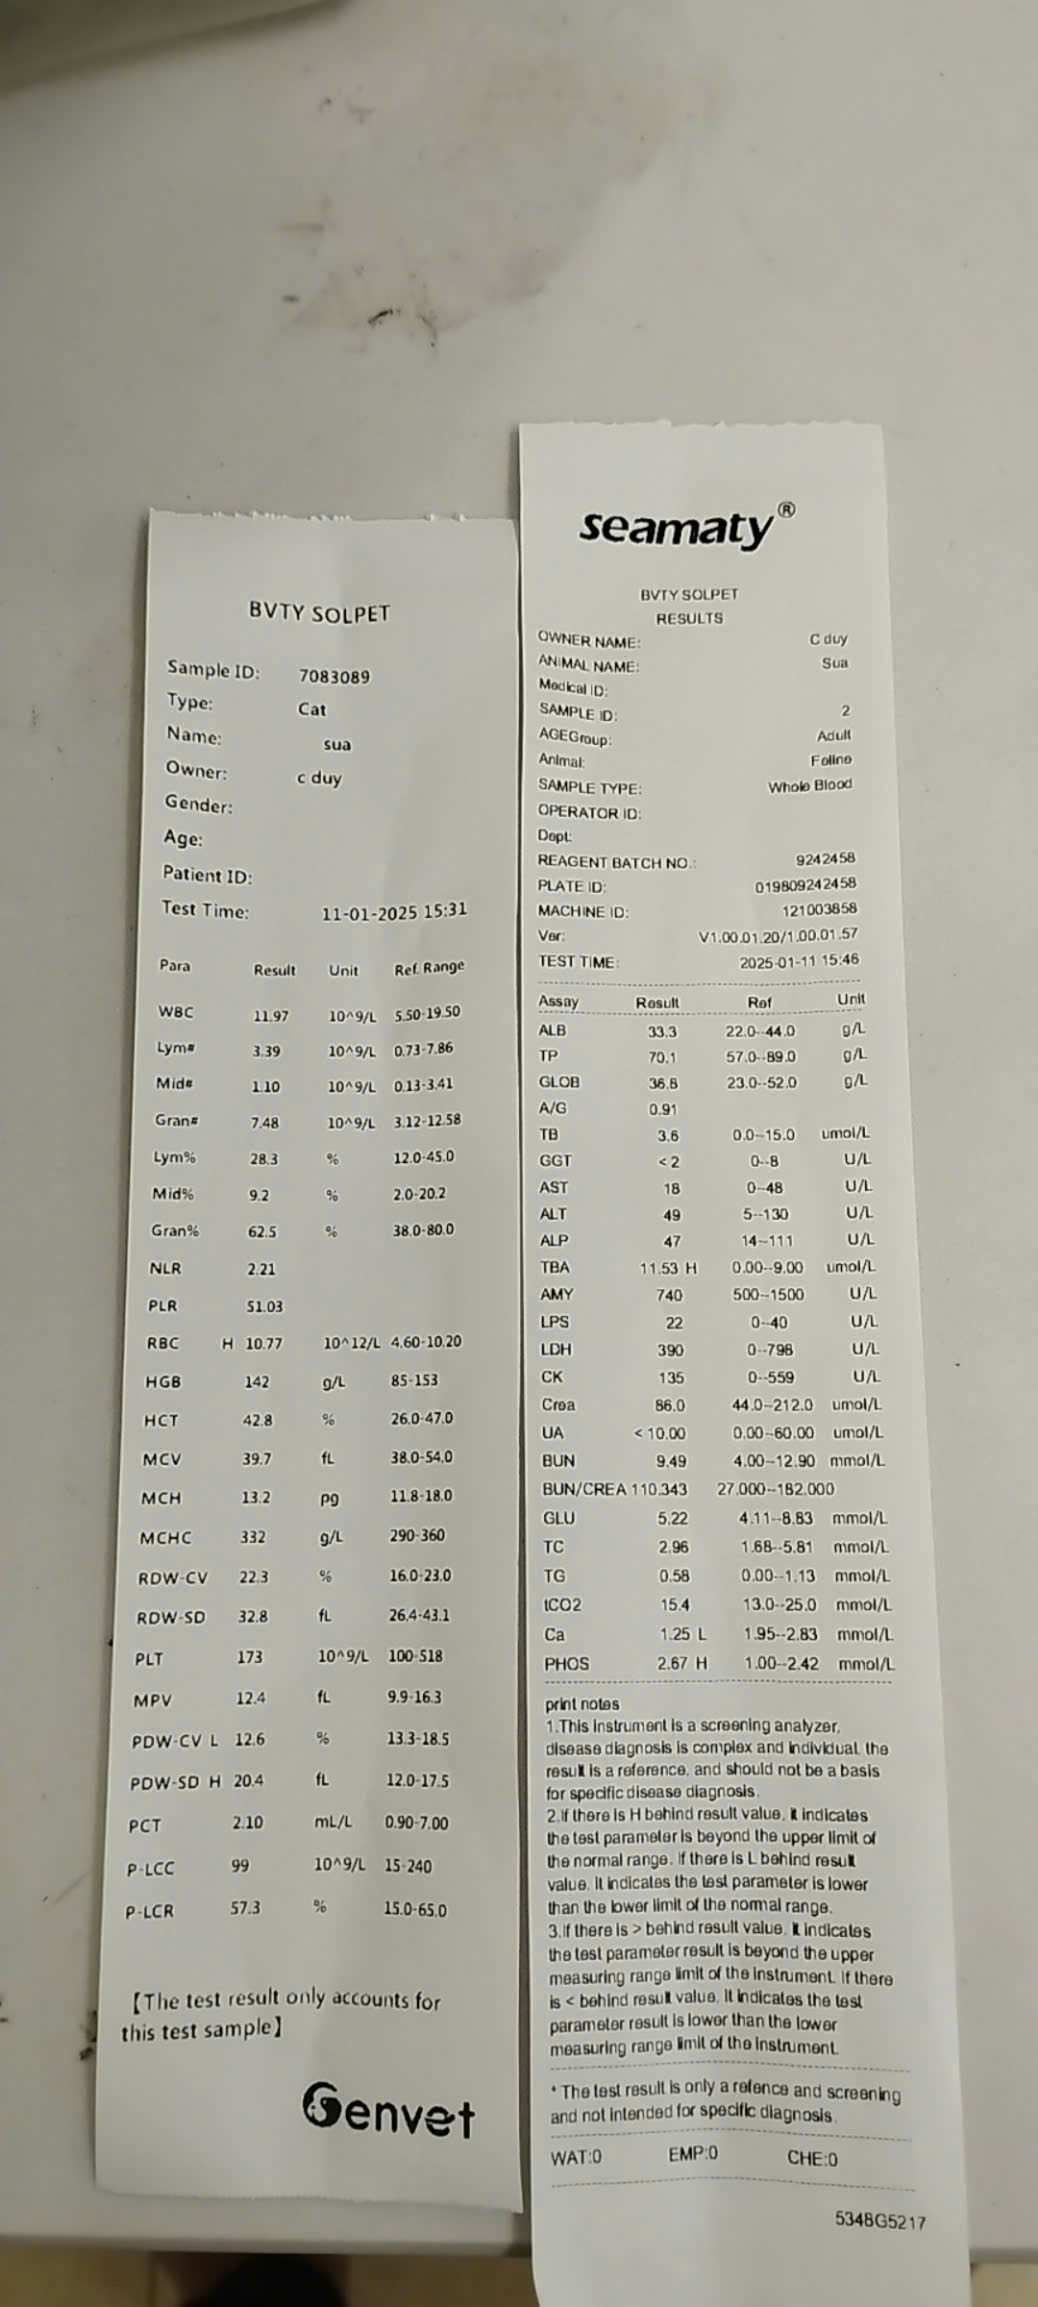 BVTY SOLPET
Sample ID: 7083089
Type: Cat
Name: sua
Owner: c duy
Gender:
Age:
Patient ID:
Test Time: 11-01-2025 15:31
Para Result Unit Ref. Range
WBC 11.97 10^9/L 5.50-19.50
Lym# 3.39 10^9/L 0.73-7.86
Mid# 1.10 10^9/L 0.13-3.41
Gran# 7.48 10^9/L 3.12-12.58
Lym% 28.3 % 12.0-45.0
Mid% 9.2 % 2.0-20.2
Gran% 62.5 % 38.0-80.0
NLR 2.21
PLR 51.03
RBC H 10.77 10^12/L 4.60-10.20
HGB 142 g/L 85-153
HCT 42.8 % 26.0-47.0
MCV 39.7 fL 38.0-54.0
MCH 13.2 pg 11.8-18.0
MCHC 332 g/L 290-360
RDW-CV 22.3 % 16.0-23.0
RDW-SD 32.8 fL 26.4-43.1
PLT 173 10^9/L 100-518
MPV 12.4 fL 9.9-16.3
PDW-CV L 12.6 % 13.3-18.5
PDW-SD H 20.4 fL 12.0-17.5
PCT 2.10 mL/L 0.90-7.00
P-LCC 99 10^9/L 15-240
P-LCR 57.3 % 15.0-65.0
【The test result only accounts for
this test sample】
Genvet
seamaty®
BVTY SOLPET
RESULTS
OWNER NAME: C duy
ANIMAL NAME: Sua
Medical ID:
SAMPLE ID: 2
AGEGroup: Adult
Animal: Feline
SAMPLE TYPE: Whole Blood
OPERATOR ID:
Dept:
REAGENT BATCH NO.: 9242458
PLATE ID: 019809242458
MACHINE ID: 121003858
Ver: V1.00.01.20/1.00.01.57
TEST TIME: 2025-01-11 15:46
Assay Result Ref Unit
ALB 33.3 22.0--44.0 g/L
TP 70.1 57.0--89.0 g/L
GLOB 36.8 23.0--52.0 g/L
A/G 0.91
TB 3.6 0.0--15.0 umol/L
GGT <2 0--8 U/L
AST 18 0--48 U/L
ALT 49 5--130 U/L
ALP 47 14--111 U/L
TBA 11.53 H 0.00--9.00 umol/L
AMY 740 500--1500 U/L
LPS 22 0--40 U/L
LDH 390 0--798 U/L
CK 135 0--559 U/L
Crea 86.0 44.0--212.0 umol/L
UA <10.00 0.00--60.00 umol/L
BUN 9.49 4.00--12.90 mmol/L
BUN/CREA 110.343 27.000--182.000
GLU 5.22 4.11--8.83 mmol/L
TC 2.96 1.68--5.81 mmol/L
TG 0.58 0.00--1.13 mmol/L
tCO2 15.4 13.0--25.0 mmol/L
Ca 1.25 L 1.95--2.83 mmol/L
PHOS 2.67 H 1.00--2.42 mmol/L
print notes
1.This instrument is a screening analyzer,
disease diagnosis is complex and individual, the
result is a reference, and should not be a basis
for specific disease diagnosis.
2.If there is H behind result value, it indicates
the test parameter is beyond the upper limit of
the normal range. If there is L behind result
value. It indicates the test parameter is lower
than the lower limit of the normal range.
3.If there is > behind result value. It indicates
the test parameter result is beyond the upper
measuring range limit of the Instrument. If there
is < behind result value. It indicates the test
parameter result is lower than the lower
measuring range limit of the Instrument.
* The test result is only a refence and screening
and not intended for specific diagnosis.
WAT:0 EMP:0 CHE:0
5348G5217